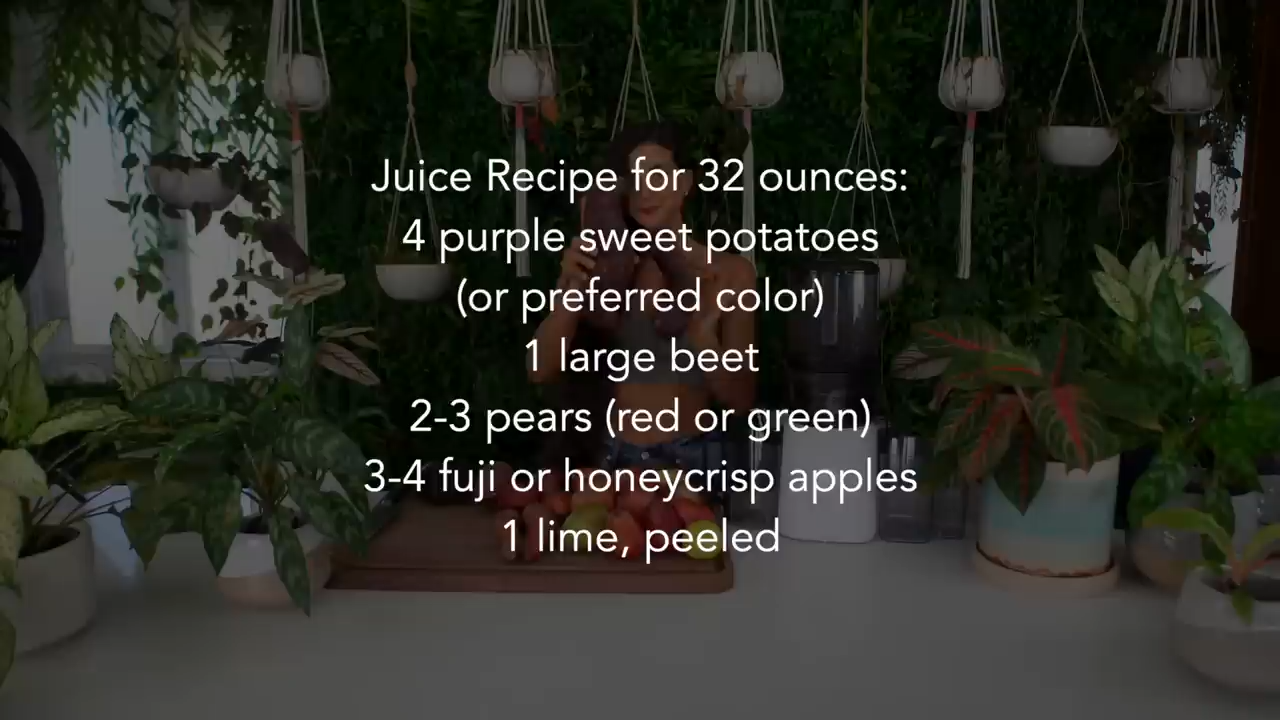 Juice Recipe for 32 ounces:
4 purple sweet potatoes
(or preferred color)
1 large beet
2-3 pears (red or green)
3-4 fuji or honeycrisp apples
1 lime, peeled